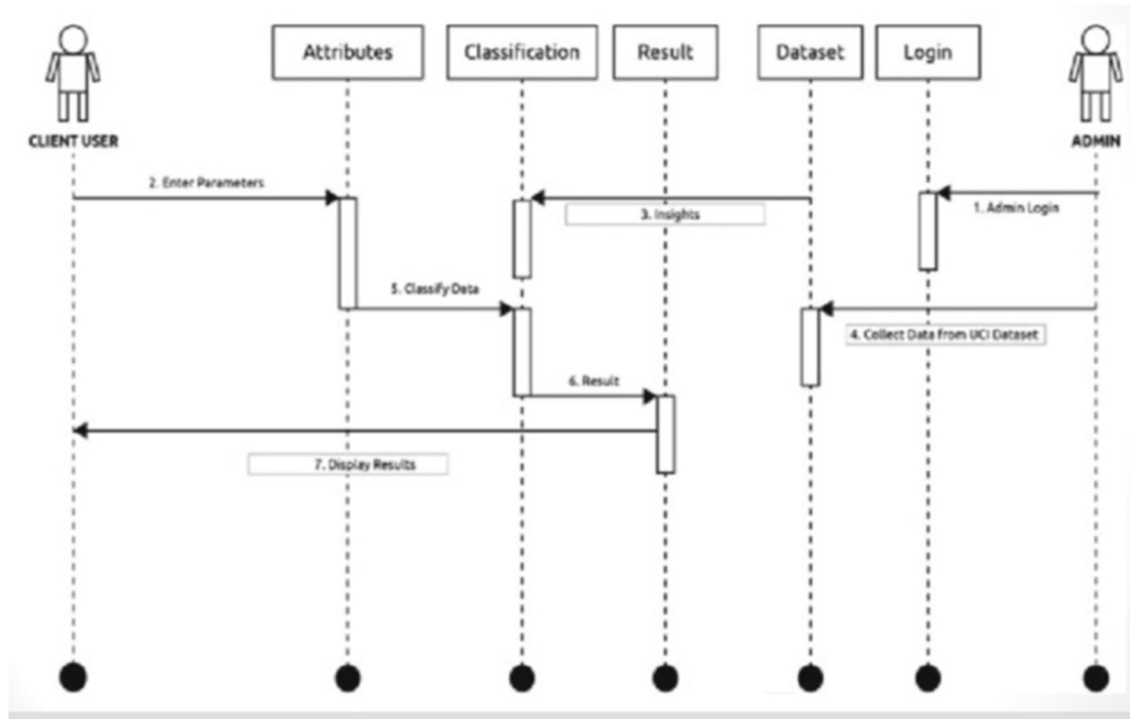 Attributes
Classification
Result
Dataset
Login
CLIENT USER
ADMIN
2. Enter Parameters
3. Insights
1. Admin Login
5. Classify Data
4. Collect Data from UCI Dataset
6. Result
7. Display Results